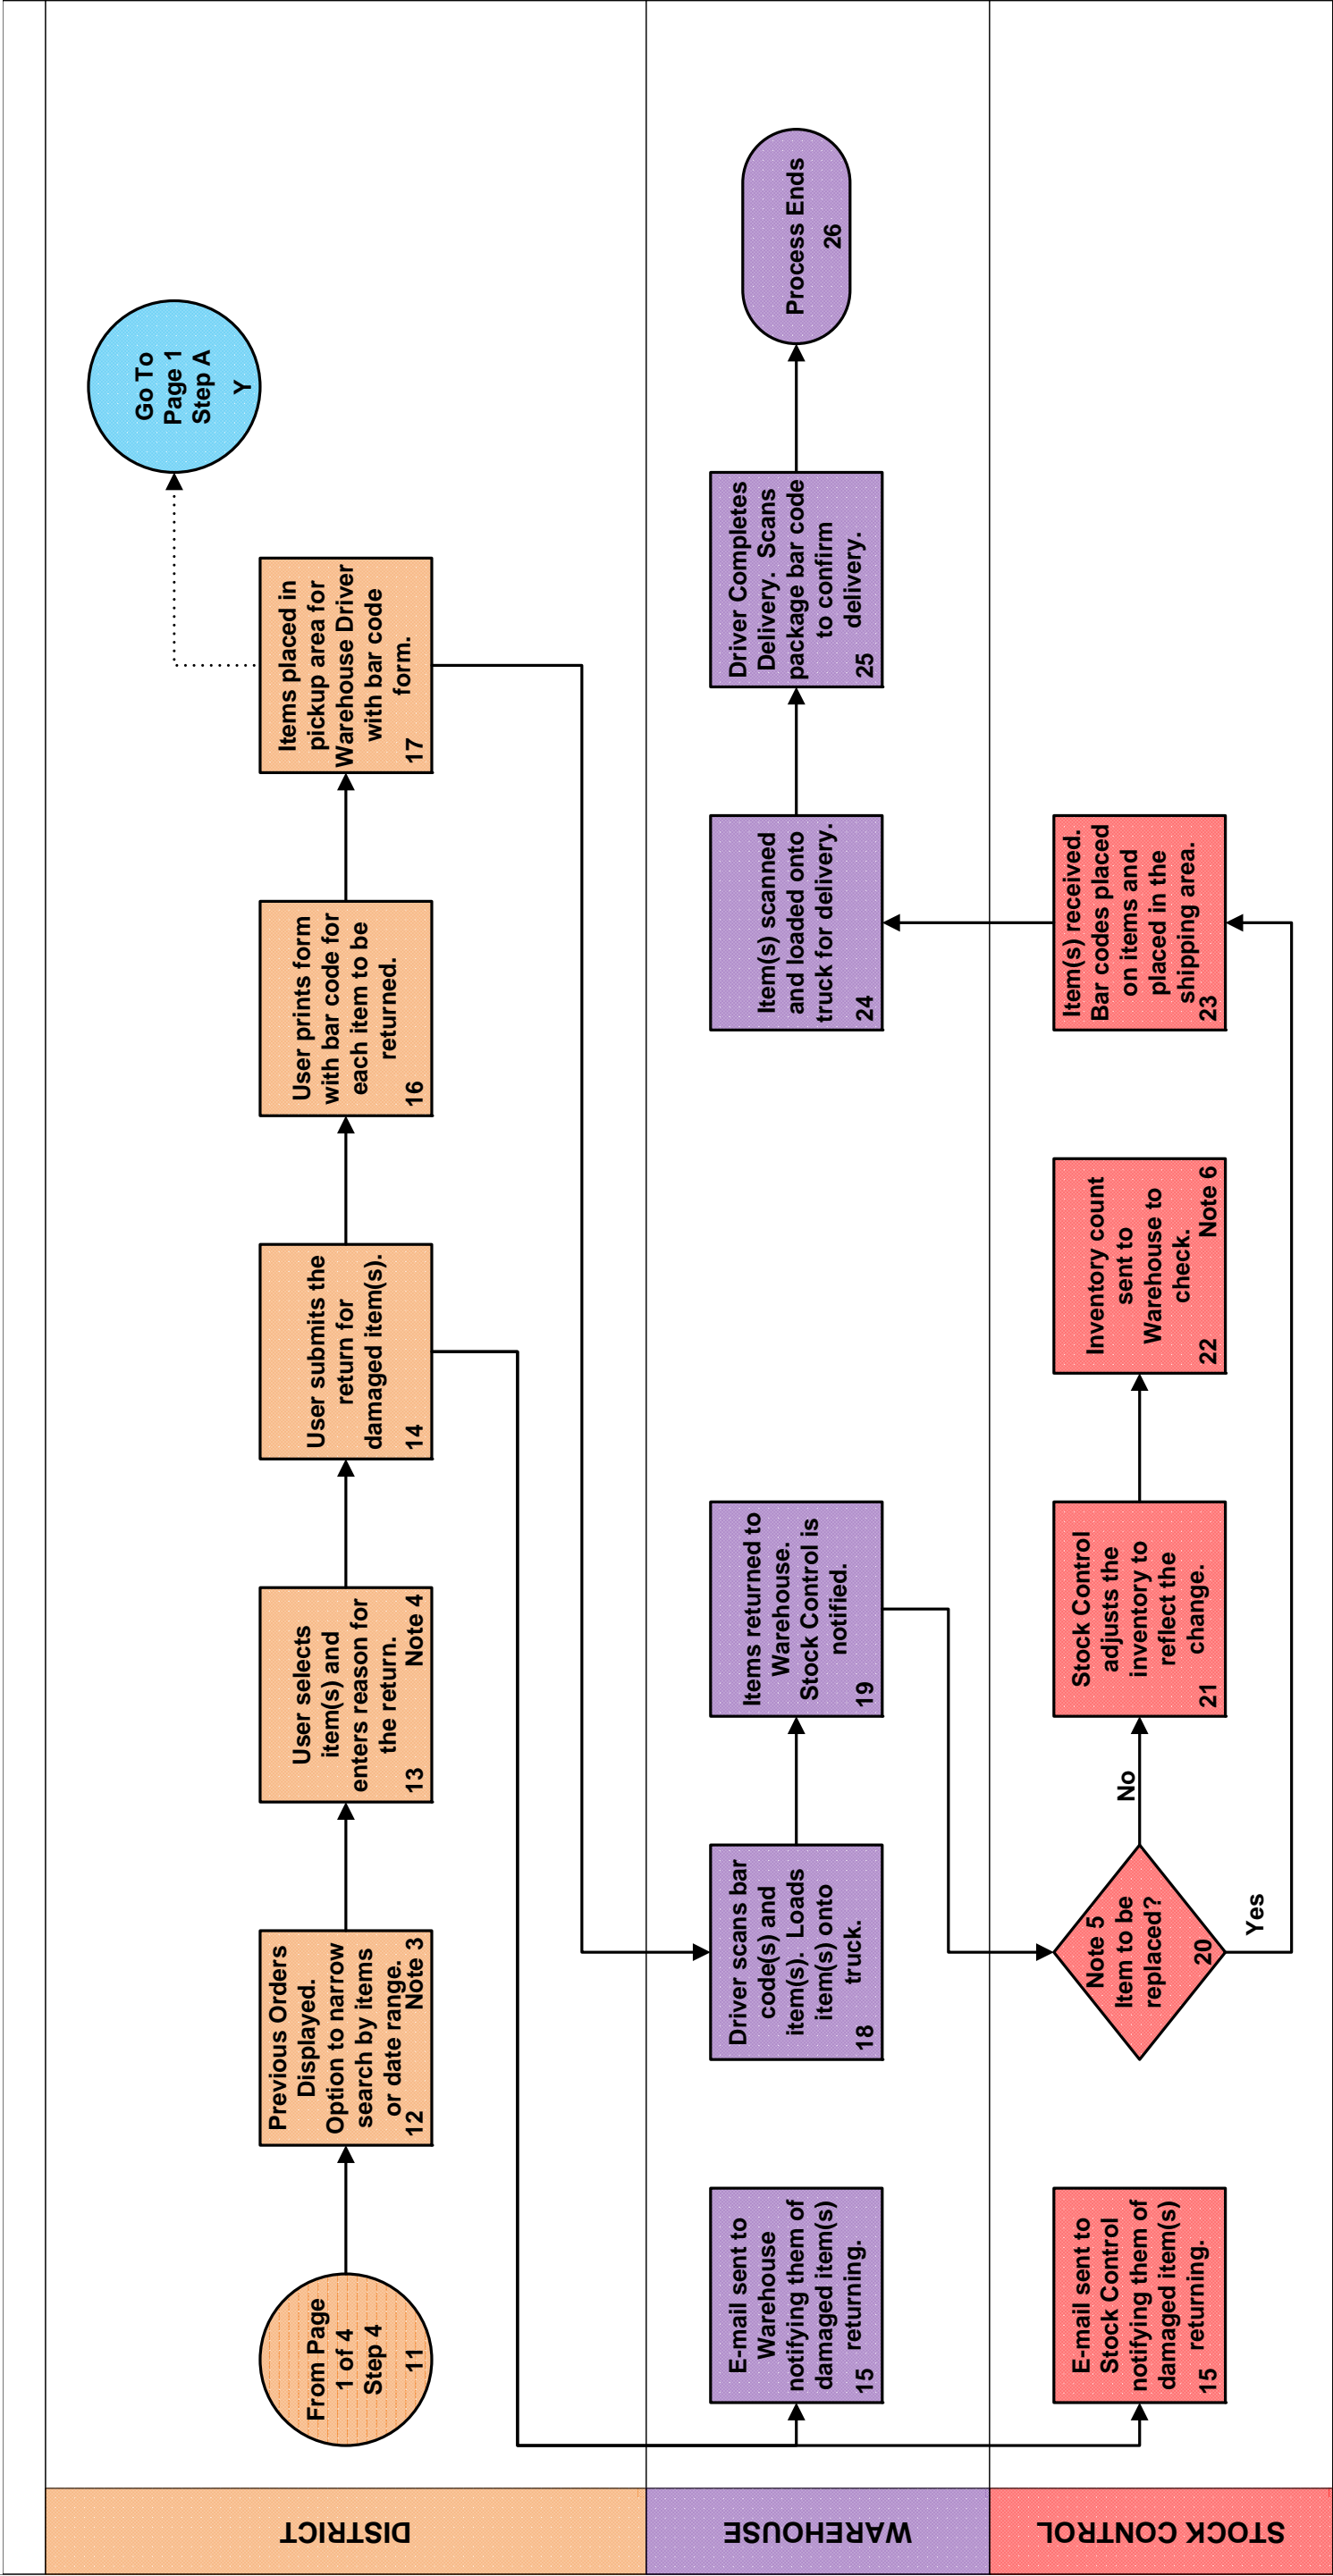 DISTRICT
From Page
1 of 4
Step 4
11
Previous Orders
Displayed.
Option to narrow
search by items
or date range.
12 Note 3
User selects
item(s) and
enters reason for
the return.
13 Note 4
User submits the
return for
damaged item(s).
14
User prints form
with bar code for
each item to be
returned.
16
Items placed in
pickup area for
Warehouse Driver
with bar code
form.
17
Go To
Page 1
Step A
Y
WAREHOUSE
E-mail sent to
Warehouse
notifying them of
damaged item(s)
returning.
15
Driver scans bar
code(s) and
item(s). Loads
item(s) onto
truck.
18
Items returned to
Warehouse.
Stock Control is
notified.
19
Item(s) scanned
and loaded onto
truck for delivery.
24
Driver Completes
Delivery. Scans
package bar code
to confirm
delivery.
25
Process Ends
26
STOCK CONTROL
E-mail sent to
Stock Control
notifying them of
damaged item(s)
returning.
15
Note 5
Item to be
replaced?
20
No
Yes
Stock Control
adjusts the
inventory to
reflect the
change.
21
Inventory count
sent to
Warehouse to
check.
22 Note 6
Item(s) received.
Bar codes placed
on items and
placed in the
shipping area.
23